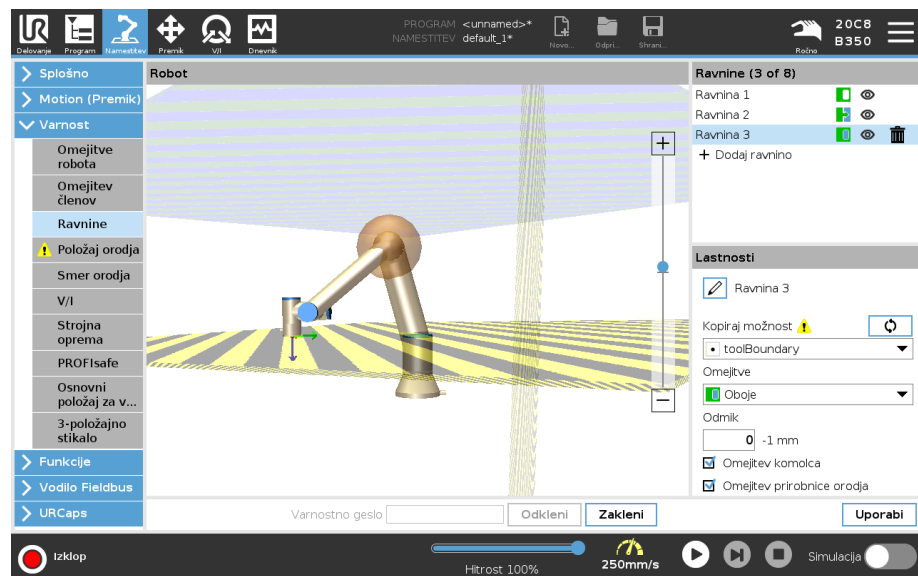 PROGRAM <unnamed>*
NAMESTITEV default_1*
Delovanje
Program
Namestitev
Premik
V/I
Dnevnik
Novo...
Odpri...
Shrani...
Ročno
20C8
B350
Splošno
Motion (Premik)
Varnost
Omejitve
robota
Omejitev
členov
Ravnine
Položaj orodja
Smer orodja
V/I
Strojna
oprema
PROFIsafe
Osnovni
položaj za v...
3-položajno
stikalo
Funkcije
Vodilo Fieldbus
URCaps
Robot
Varnostno geslo
Odkleni
Zakleni
Ravnine (3 of 8)
Ravnina 1
Ravnina 2
Ravnina 3
+ Dodaj ravnino
Lastnosti
Ravnina 3
Kopiraj možnost
toolBoundary
Omejitve
Oboje
Odmik
0 -1 mm
Omejitev komolca
Omejitev prirobnice orodja
Uporabi
Izklop
Hitrost 100%
250mm/s
Simulacija